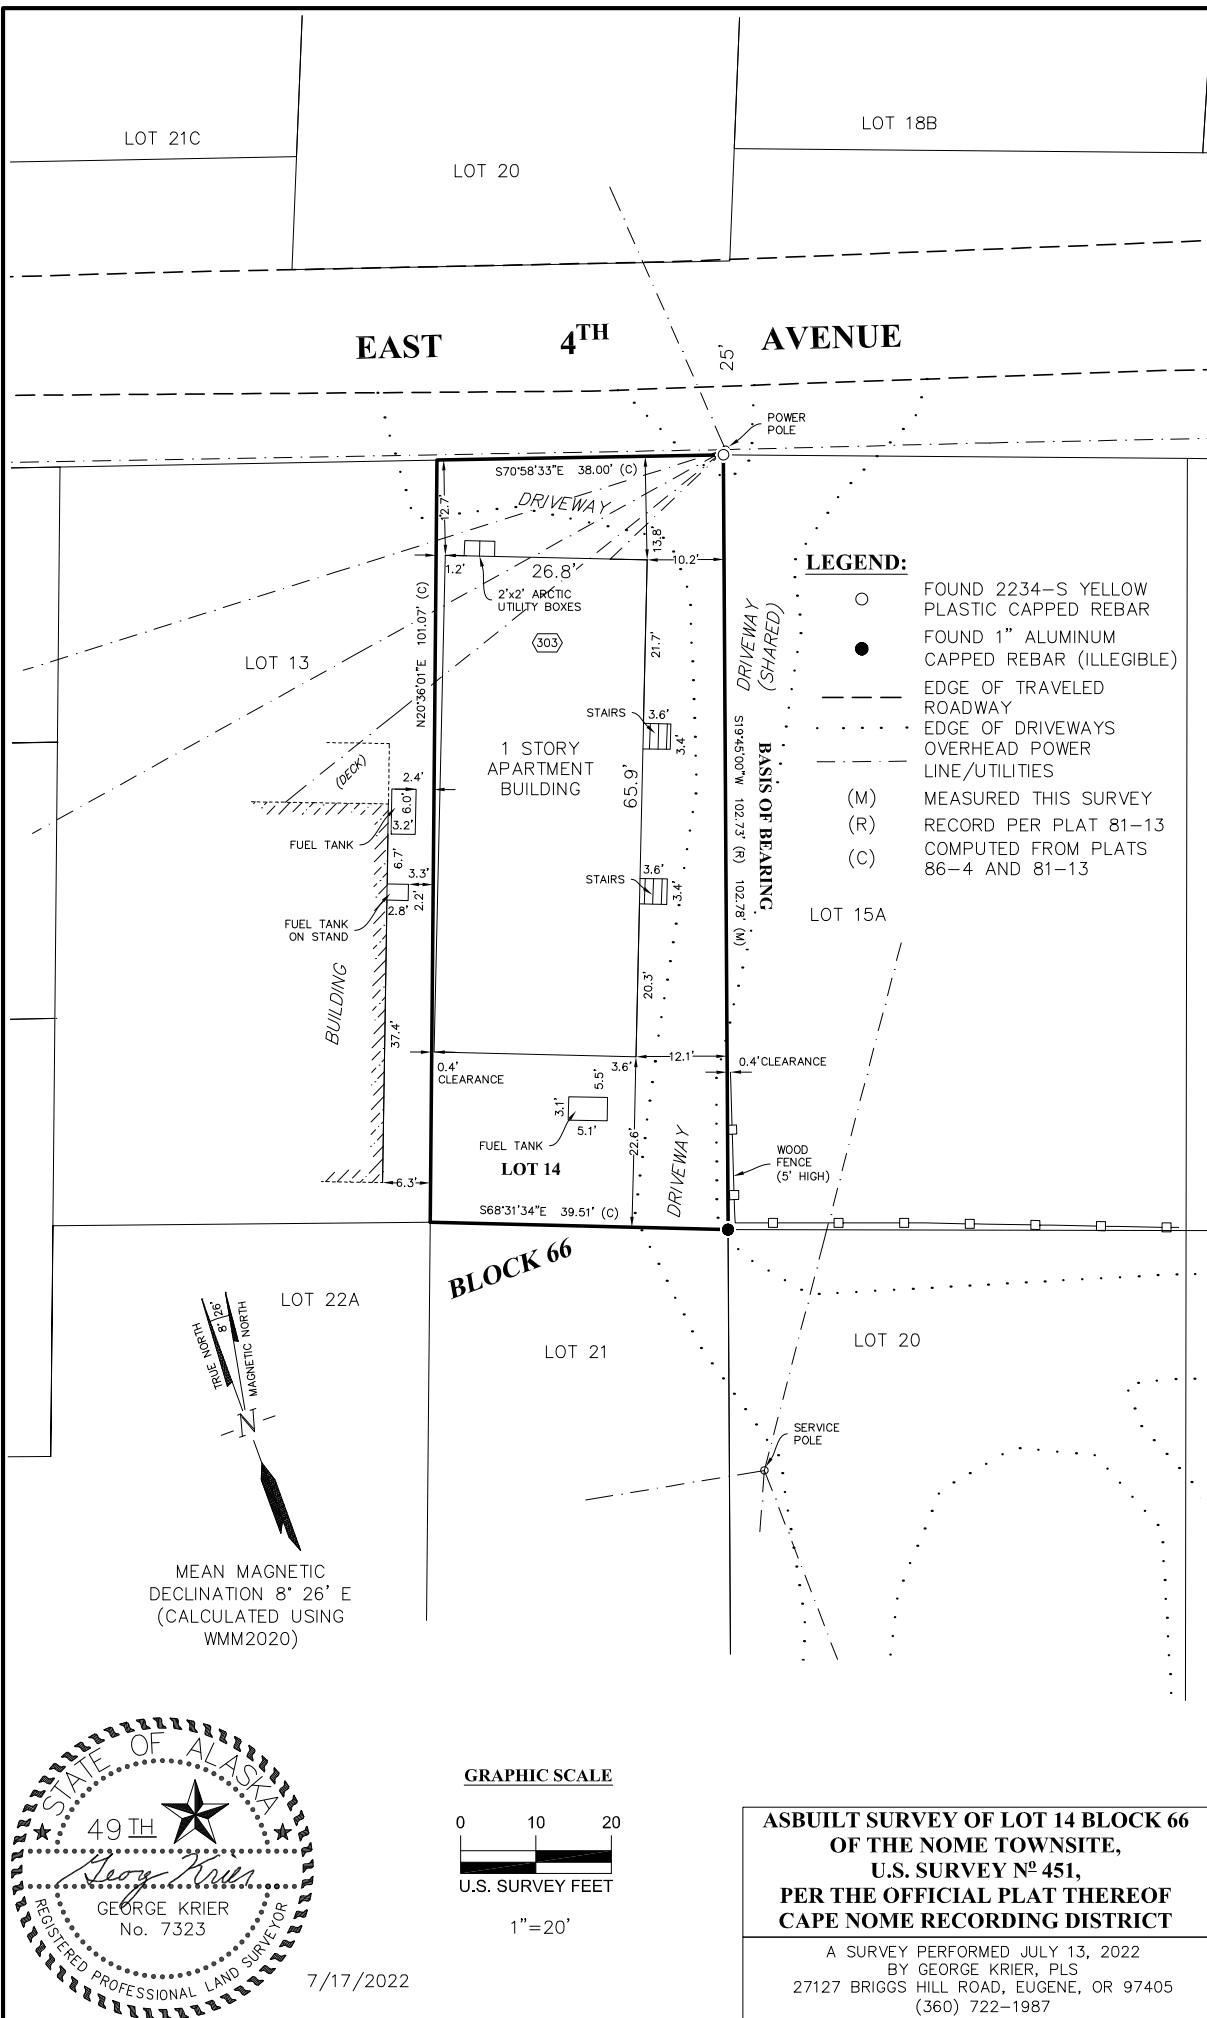 LOT 21C
LOT 20
LOT 18B
EAST 4TH AVENUE
25'
POWER
POLE
S70°58'33"E 38.00' (C)
DRIVEWAY
12.7'
13.8'
10.2'
1.2'
26.8'
2'x2' ARCTIC
UTILITY BOXES
303
N20°36'01"E 101.07' (C)
21.7'
DRIVEWAY
(SHARED)
LOT 13
STAIRS
3.6'
3.4'
1 STORY
APARTMENT
BUILDING
65.9'
S19°45'00"W 102.73' (R) 102.78' (M)
BASIS OF BEARING
(DECK)
2.4'
6.0'
3.2'
FUEL TANK
6.7'
3.3'
2.2'
2.8'
FUEL TANK
ON STAND
STAIRS
3.6'
3.4'
BUILDING
37.4'
20.3'
LEGEND:
FOUND 2234-S YELLOW
PLASTIC CAPPED REBAR
FOUND 1" ALUMINUM
CAPPED REBAR (ILLEGIBLE)
EDGE OF TRAVELED
ROADWAY
EDGE OF DRIVEWAYS
OVERHEAD POWER
LINE/UTILITIES
(M) MEASURED THIS SURVEY
(R) RECORD PER PLAT 81-13
(C) COMPUTED FROM PLATS
86-4 AND 81-13
LOT 15A
0.4'
CLEARANCE
3.6'
12.1'
0.4'CLEARANCE
5.5'
3.1'
5.1'
FUEL TANK
22.6'
LOT 14
DRIVEWAY
WOOD
FENCE
(5' HIGH)
6.3'
S68°31'34"E 39.51' (C)
BLOCK 66
LOT 22A
LOT 21
LOT 20
TRUE NORTH
8° 26'
MAGNETIC NORTH
N
SERVICE
POLE
MEAN MAGNETIC
DECLINATION 8° 26' E
(CALCULATED USING
WMM2020)
STATE OF ALASKA
49 TH
Georg Krier
GEORGE KRIER
No. 7323
REGISTERED PROFESSIONAL LAND SURVEYOR
7/17/2022
GRAPHIC SCALE
0 10 20
U.S. SURVEY FEET
1"=20'
ASBUILT SURVEY OF LOT 14 BLOCK 66
OF THE NOME TOWNSITE,
U.S. SURVEY Nº 451,
PER THE OFFICIAL PLAT THEREOF
CAPE NOME RECORDING DISTRICT
A SURVEY PERFORMED JULY 13, 2022
BY GEORGE KRIER, PLS
27127 BRIGGS HILL ROAD, EUGENE, OR 97405
(360) 722-1987